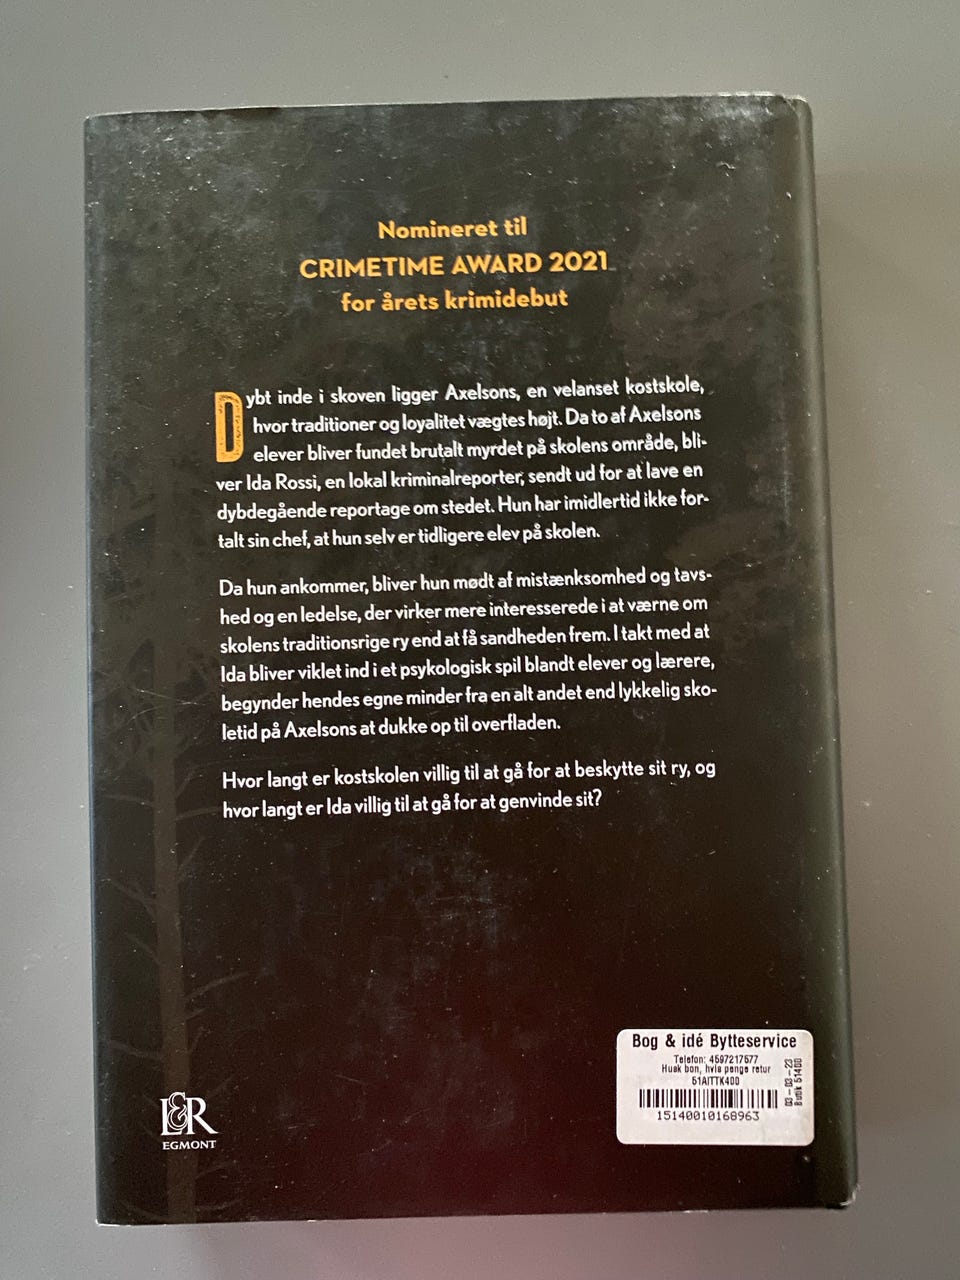 Nomineret til
CRIMETIME AWARD 2021
for årets krimidebut
Dybt inde i skoven ligger Axelsons, en velanset kostskole,
hvor traditioner og loyalitet vægtes højt. Da to af Axelsons
elever bliver fundet brutalt myrdet på skolens område, bli-
ver Ida Rossi, en lokal kriminalreporter, sendt ud for at lave en
dybdegående reportage om stedet. Hun har imidlertid ikke for-
talt sin chef, at hun selv er tidligere elev på skolen.
Da hun ankommer, bliver hun mødt af mistænksomhed og tavs-
hed og en ledelse, der virker mere interesserede i at værne om
skolens traditionsrige ry end at få sandheden frem. I takt med at
Ida bliver viklet ind i et psykologisk spil blandt elever og lærere,
begynder hendes egne minder fra en alt andet end lykkelig sko-
letid på Axelsons at dukke op til overfladen.
Hvor langt er kostskolen villig til at gå for at beskytte sit ry, og
hvor langt er Ida villig til at gå for at genvinde sit?
Bog & idé Bytteservice
Telefon: 4597217577
Husk bon, hvis penge retur
51AITTK400
15140010168963
03-03-23
Butik 51400
L&R
EGMONT